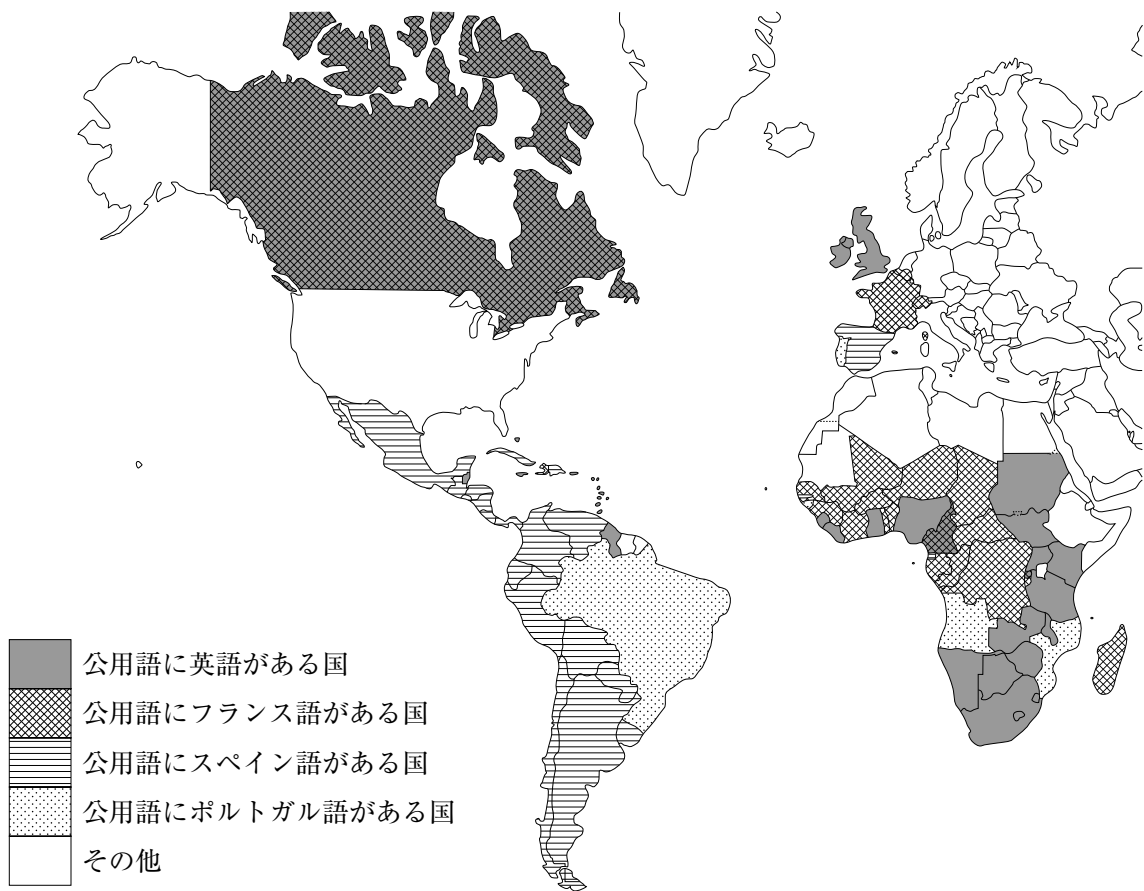 公用語に英語がある国
公用語にフランス語がある国
公用語にスペイン語がある国
公用語にポルトガル語がある国
その他